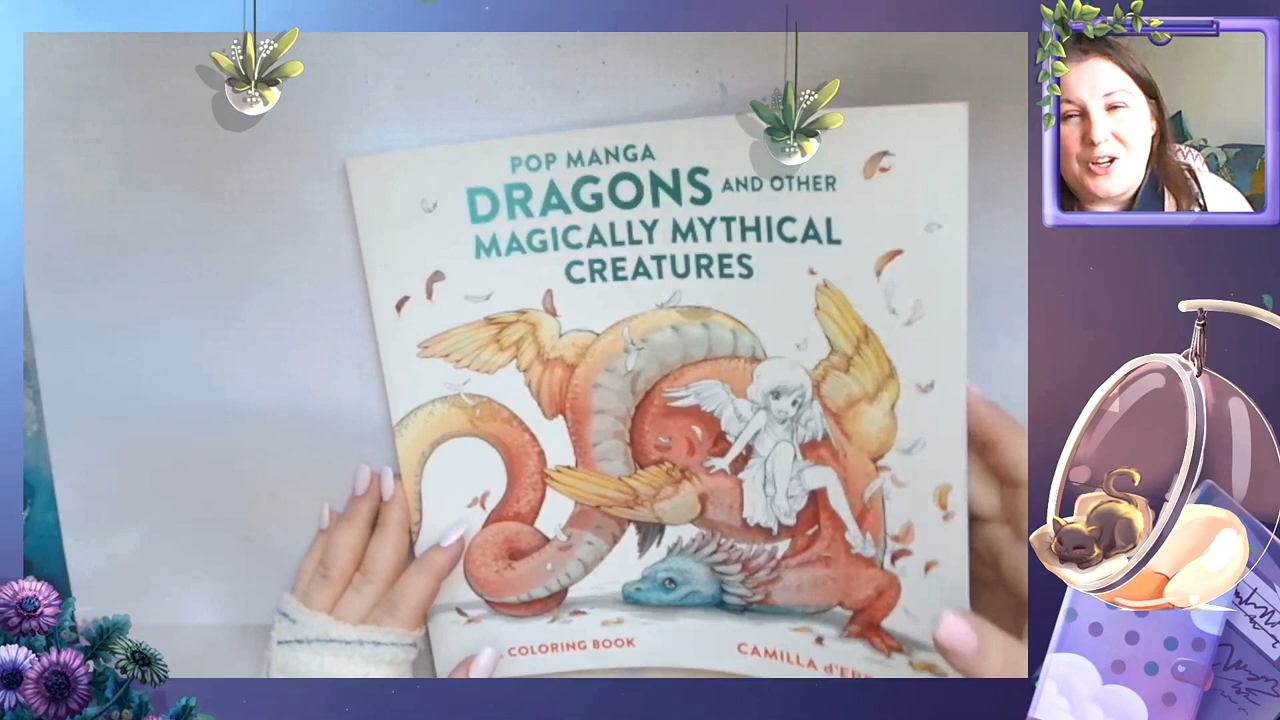 POP MANGA
DRAGONS AND OTHER
MAGICALLY MYTHICAL
CREATURES
COLORING BOOK
CAMILLA